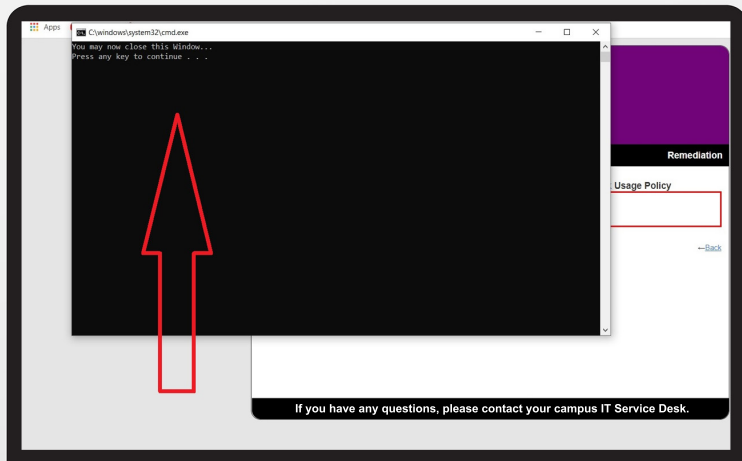 Apps
C:\windows\system32\cmd.exe
You may now close this Window...
Press any key to continue . . .
Remediation
Usage Policy
←Back
If you have any questions, please contact your campus IT Service Desk.